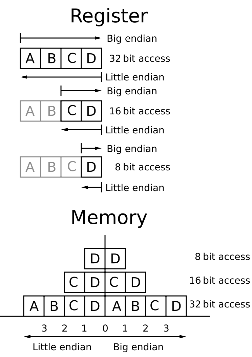 Register
Big endian
A B C D 32 bit access
Little endian
Big endian
A B C D 16 bit access
Little endian
Big endian
A B C D 8 bit access
Little endian
Memory
D D 8 bit access
C D C D 16 bit access
A B C D A B C D 32 bit access
3 2 1 0 1 2 3
Little endian Big endian